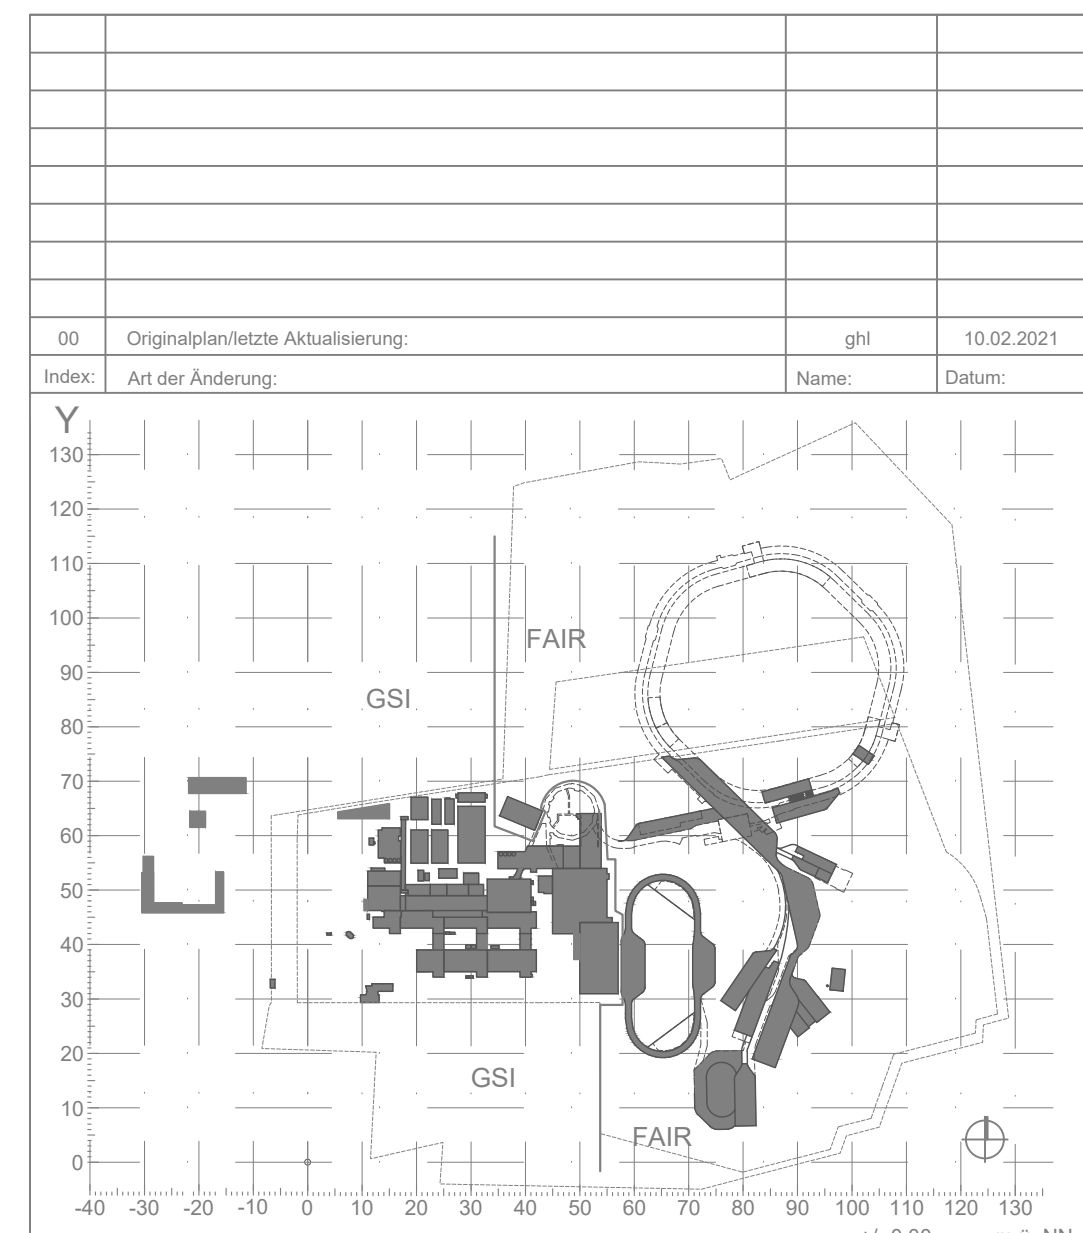 00 Originalplan/letzte Aktualisierung: ghl 10.02.2021
Index: Art der Änderung: Name: Datum:
Y
130
120
110
100
FAIR
90
GSI
80
70
60
50
40
30
20
GSI
10
FAIR
0
-40 -30 -20 -10 0 10 20 30 40 50 60 70 80 90 100 110 120 130